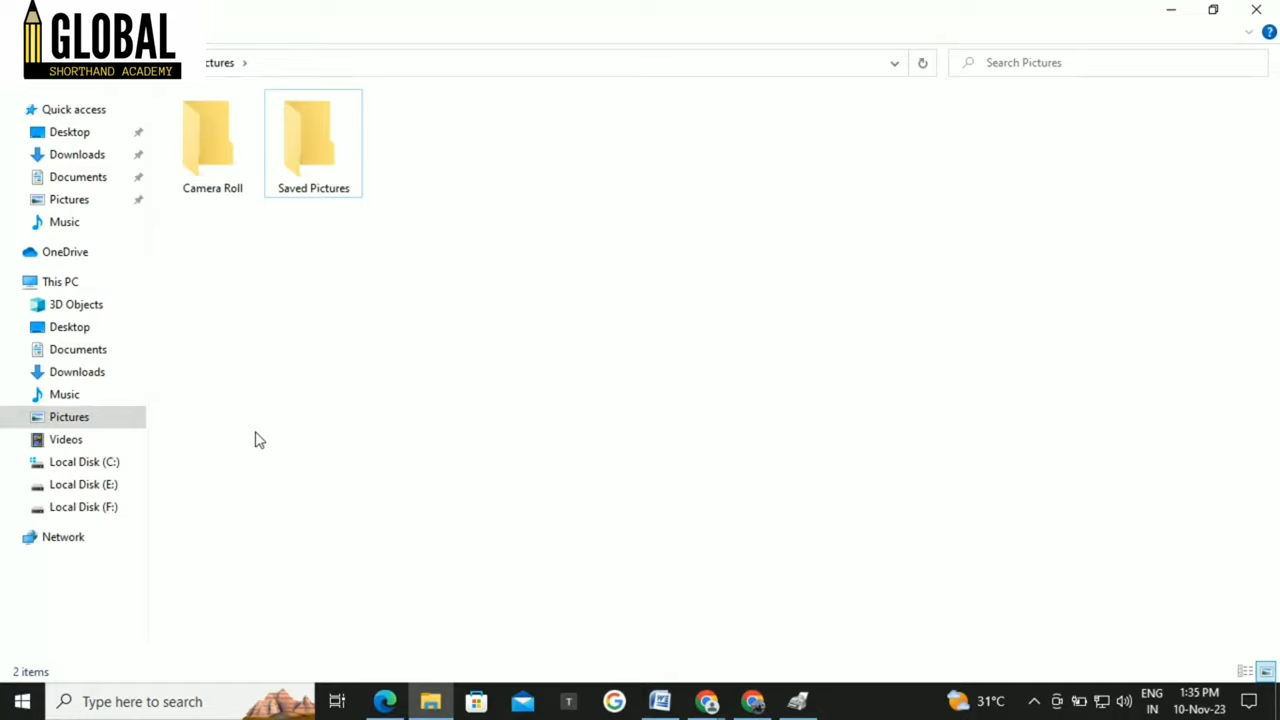 GLOBAL
SHORTHAND ACADEMY
ctures
Search Pictures
Quick access
Desktop
Downloads
Documents
Pictures
Music
OneDrive
This PC
3D Objects
Desktop
Documents
Downloads
Music
Pictures
Videos
Local Disk (C:)
Local Disk (E:)
Local Disk (F:)
Network
Camera Roll
Saved Pictures
2 items
Type here to search
T
31°C
ENG
IN
1:35 PM
10-Nov-23